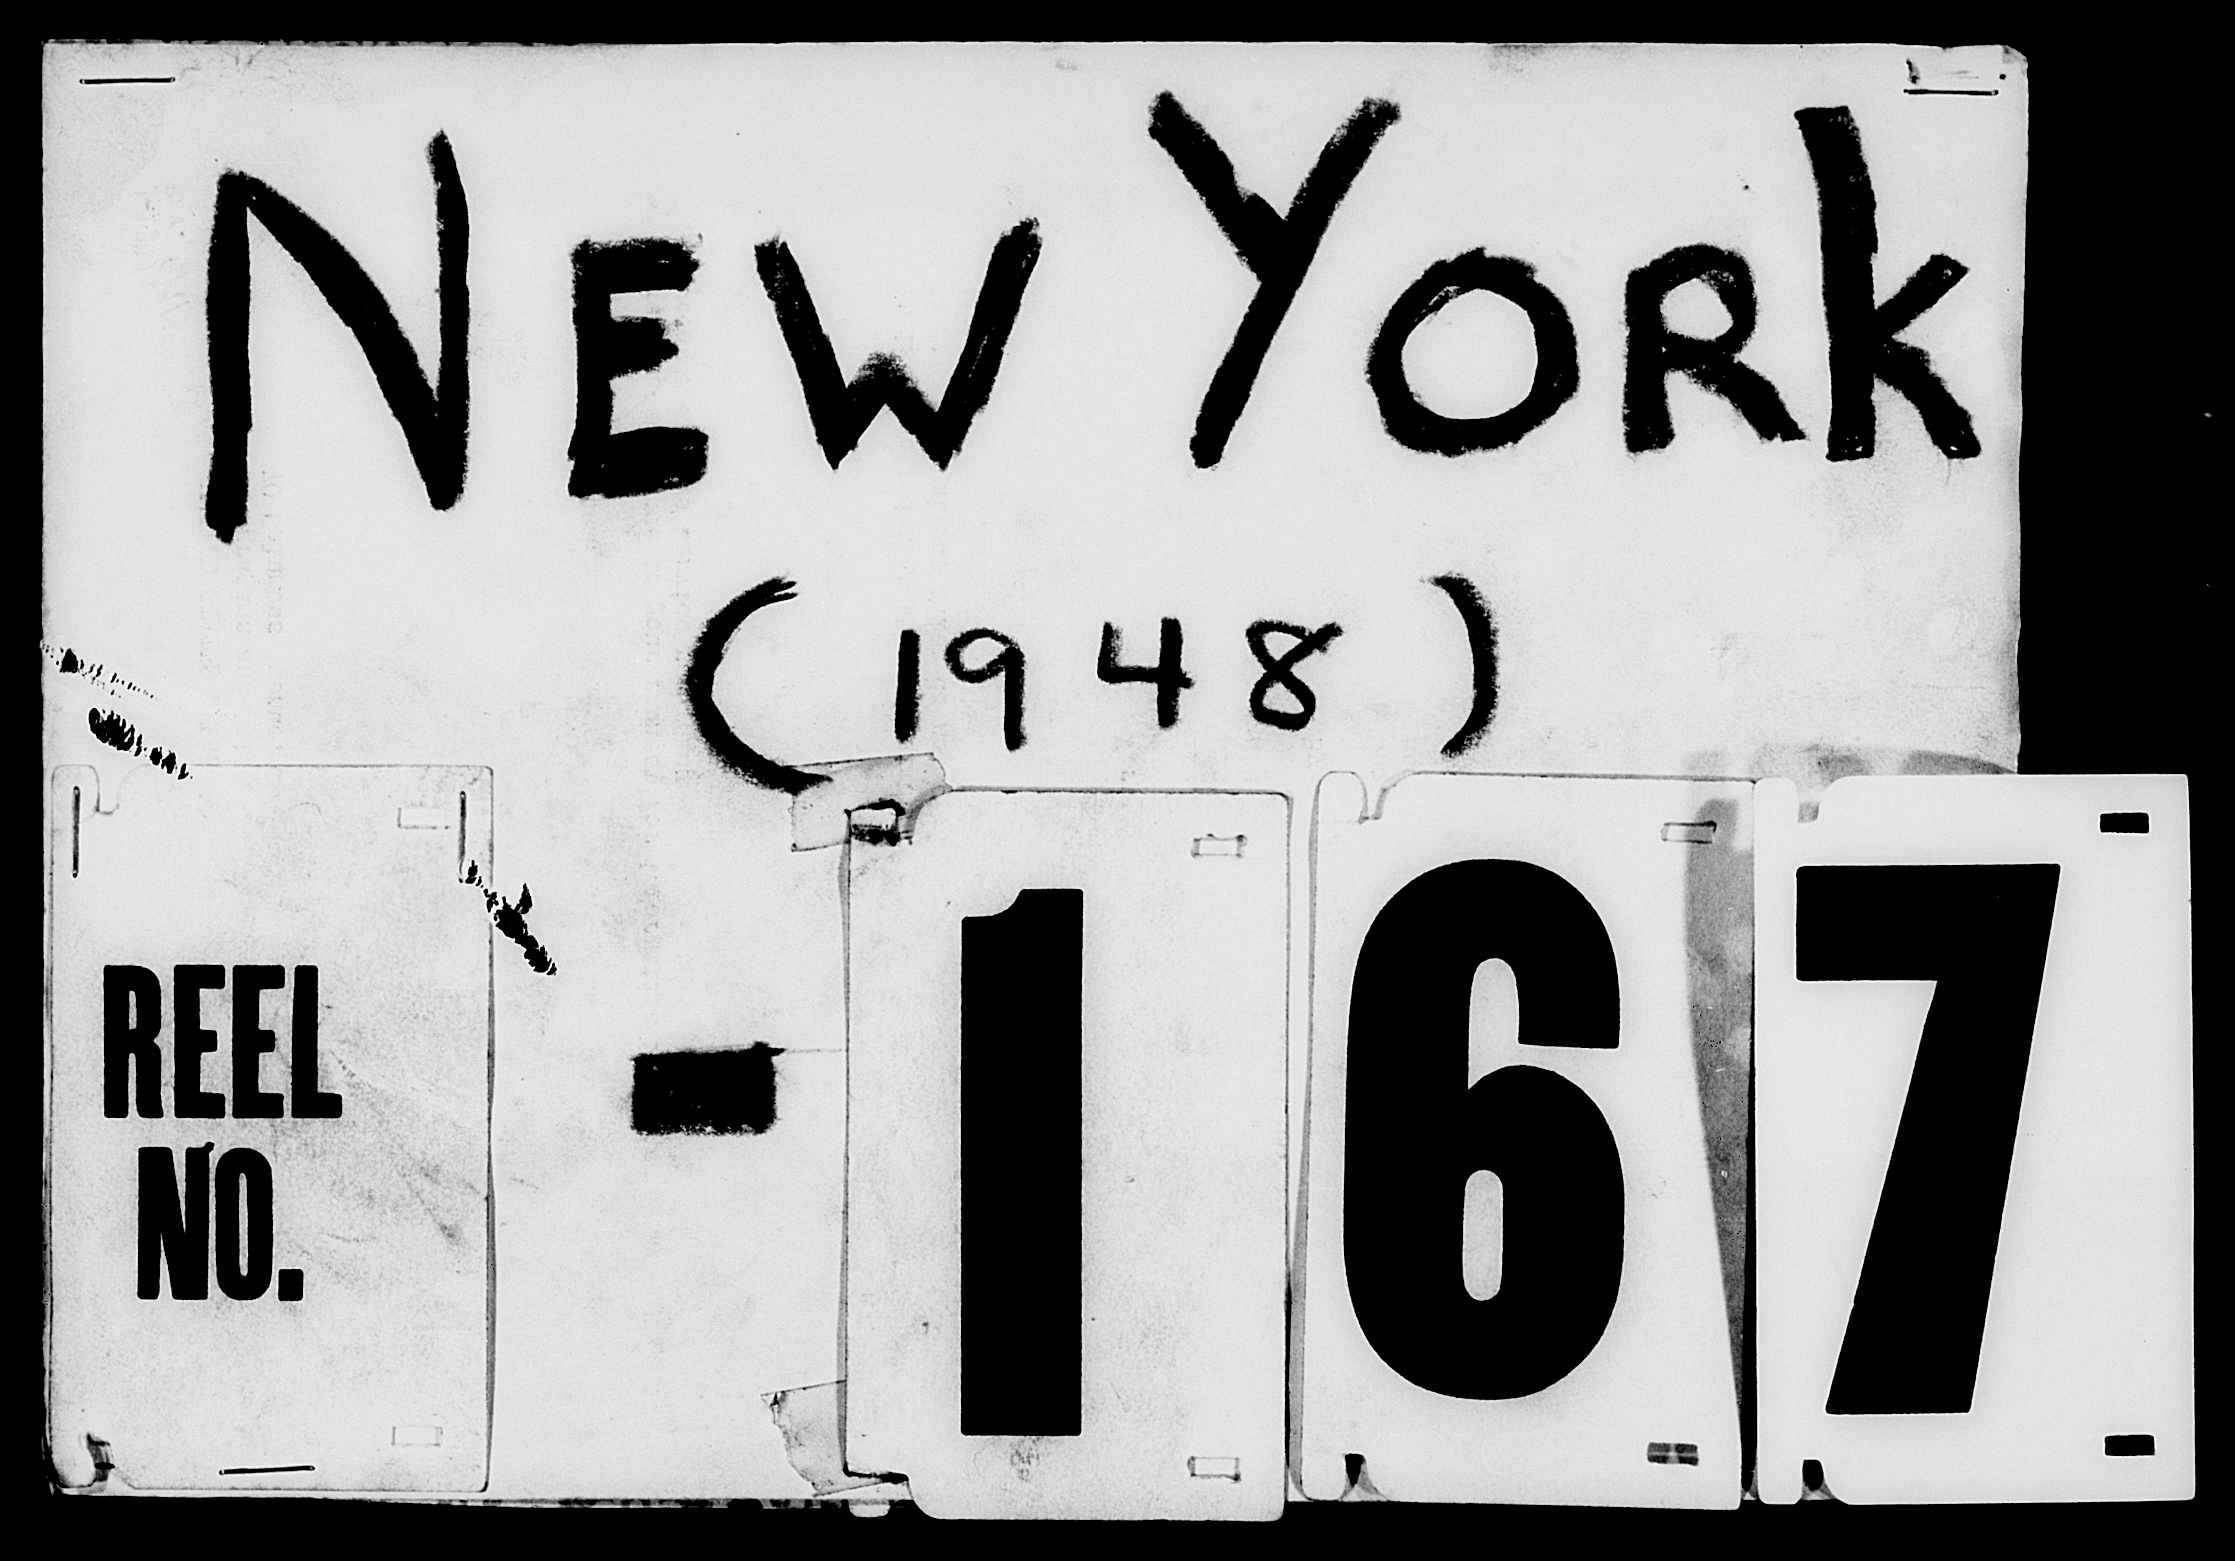 NEW YORK
(1948)
REEL
NO.
- 167